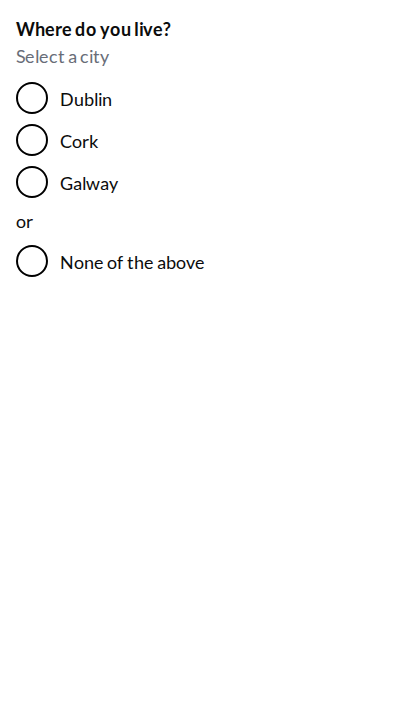 Where do you live?
Select a city
Dublin
Cork
Galway
or
None of the above